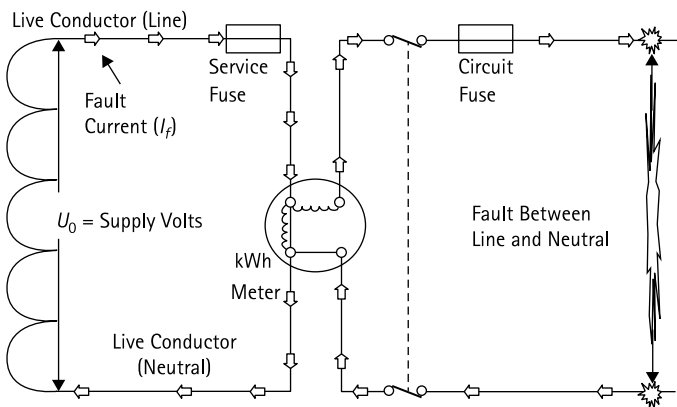 Live Conductor (Line)
Service
Fuse
Circuit
Fuse
Fault
Current (If)
U0 = Supply Volts
Fault Between
Line and Neutral
kWh
Meter
Live Conductor
(Neutral)